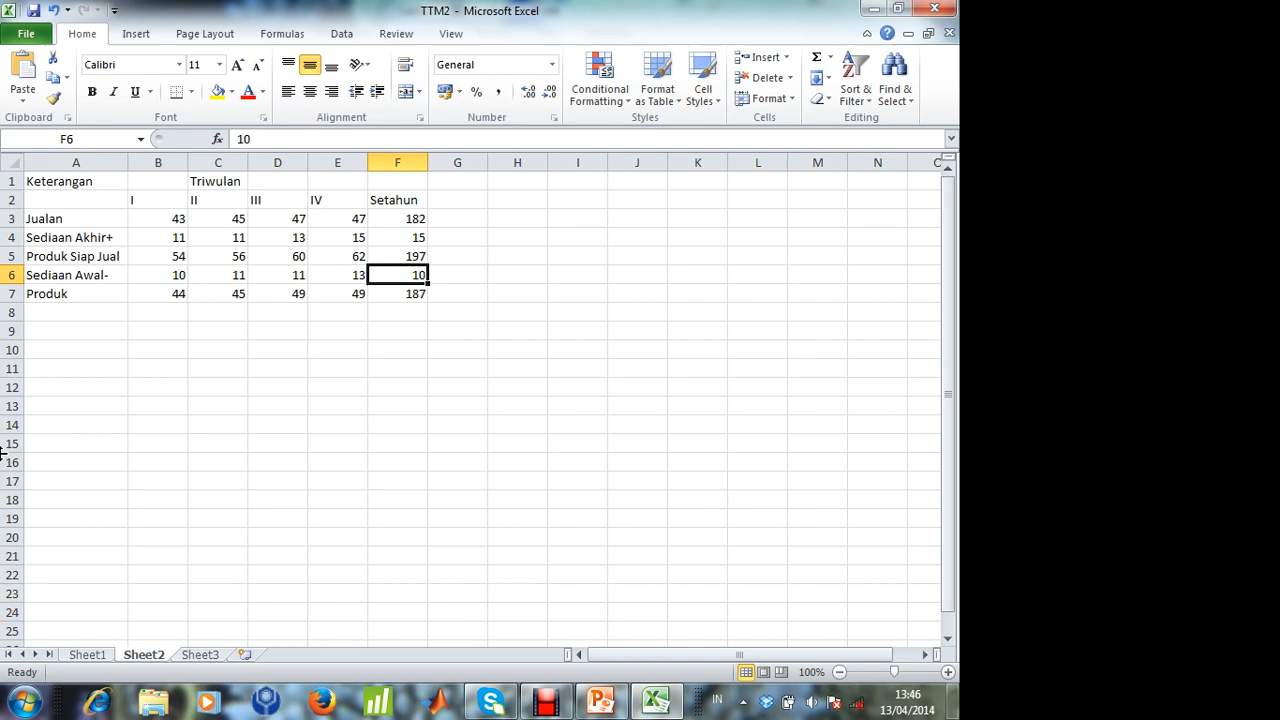 TTM2 - Microsoft Excel
File Home Insert Page Layout Formulas Data Review View
Paste
Clipboard
Calibri 11
B I U A
Font
Alignment
General
% ,
Number
Conditional Formatting
Format as Table
Cell Styles
Styles
Insert
Delete
Format
Cells
Σ
Sort & Filter
Find & Select
Editing
F6 fx 10
A B C D E F G H I J K L M N O
1 Keterangan Triwulan
2 I II III IV Setahun
3 Jualan 43 45 47 47 182
4 Sediaan Akhir+ 11 11 13 15 15
5 Produk Siap Jual 54 56 60 62 197
6 Sediaan Awal- 10 11 11 13 10
7 Produk 44 45 49 49 187
8
9
10
11
12
13
14
15
16
17
18
19
20
21
22
23
24
25
Sheet1 Sheet2 Sheet3
Ready 100%
IN 13:46
13/04/2014